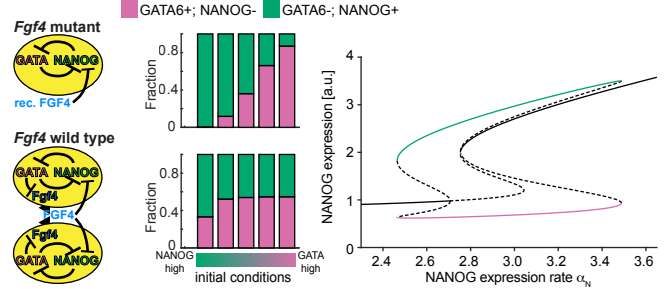 GATA6+; NANOG-
GATA6-; NANOG+
Fgf4 mutant
GATA NANOG
rec. FGF4
Fraction
0.8
0.4
0
Fgf4 wild type
GATA NANOG
Fgf4
FGF4
Fgf4
GATA NANOG
Fraction
0.8
0.4
0
NANOG
high
GATA
high
initial conditions
NANOG expression [a.u.]
4
3
2
1
0
2.4 2.6 2.8 3.0 3.2 3.4 3.6
NANOG expression rate αN